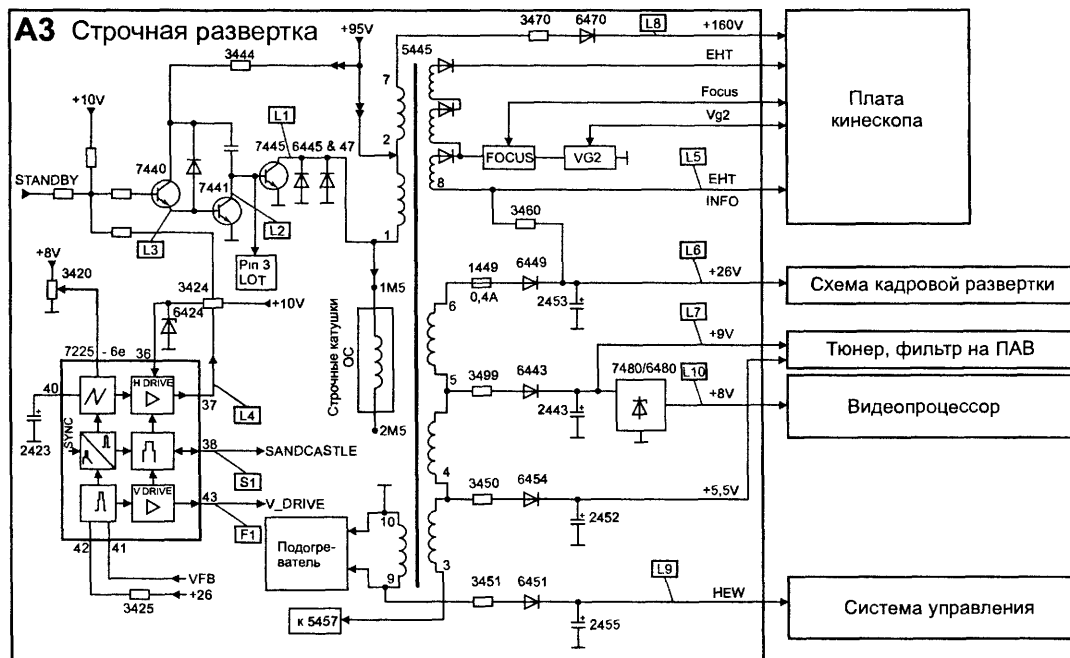 А3 Строчная развертка
+95V
3444
+10V
STANDBY
7440
7441
7445
6445 & 47
L1
L2
L3
Pin 3
LOT
+8V
3420
3424
6424
+10V
7225 - 6e
36
40
2423
SYNC
H DRIVE
37
L4
38
SANDCASTLE
S1
V DRIVE
43
V_DRIVE
F1
42
41
VFB
+26
3425
1М5
Строчные катушки
ОС
2М5
Подогре-
ватель
к 5457
5445
7
2
1
8
6
5
4
3
10
9
3470
6470
L8
+160V
EHT
Focus
Vg2
FOCUS
VG2
L5
EHT
INFO
3460
1449
0,4A
6449
2453
L6
+26V
L7
+9V
3499
6443
2443
7480/6480
L10
+8V
3450
6454
2452
+5,5V
3451
6451
2455
L9
HEW
Плата
кинескопа
Схема кадровой развертки
Тюнер, фильтр на ПАВ
Видеопроцессор
Система управления